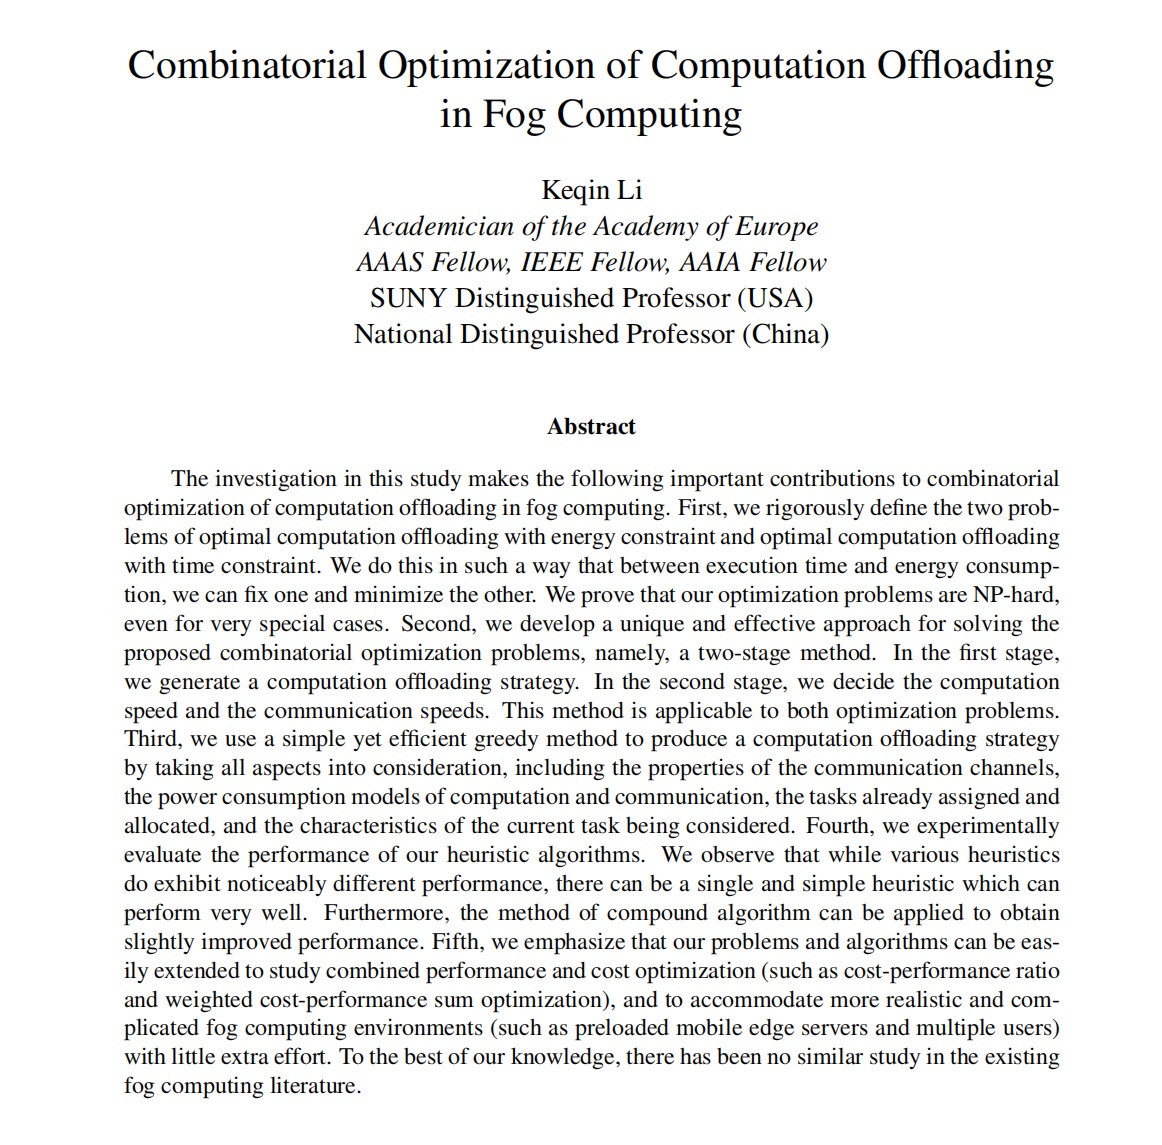 Combinatorial Optimization of Computation Offloading
in Fog Computing
Keqin Li
Academician of the Academy of Europe
AAAS Fellow, IEEE Fellow, AAIA Fellow
SUNY Distinguished Professor (USA)
National Distinguished Professor (China)
Abstract
The investigation in this study makes the following important contributions to combinatorial
optimization of computation offloading in fog computing. First, we rigorously define the two prob-
lems of optimal computation offloading with energy constraint and optimal computation offloading
with time constraint. We do this in such a way that between execution time and energy consump-
tion, we can fix one and minimize the other. We prove that our optimization problems are NP-hard,
even for very special cases. Second, we develop a unique and effective approach for solving the
proposed combinatorial optimization problems, namely, a two-stage method. In the first stage,
we generate a computation offloading strategy. In the second stage, we decide the computation
speed and the communication speeds. This method is applicable to both optimization problems.
Third, we use a simple yet efficient greedy method to produce a computation offloading strategy
by taking all aspects into consideration, including the properties of the communication channels,
the power consumption models of computation and communication, the tasks already assigned and
allocated, and the characteristics of the current task being considered. Fourth, we experimentally
evaluate the performance of our heuristic algorithms. We observe that while various heuristics
do exhibit noticeably different performance, there can be a single and simple heuristic which can
perform very well. Furthermore, the method of compound algorithm can be applied to obtain
slightly improved performance. Fifth, we emphasize that our problems and algorithms can be eas-
ily extended to study combined performance and cost optimization (such as cost-performance ratio
and weighted cost-performance sum optimization), and to accommodate more realistic and com-
plicated fog computing environments (such as preloaded mobile edge servers and multiple users)
with little extra effort. To the best of our knowledge, there has been no similar study in the existing
fog computing literature.